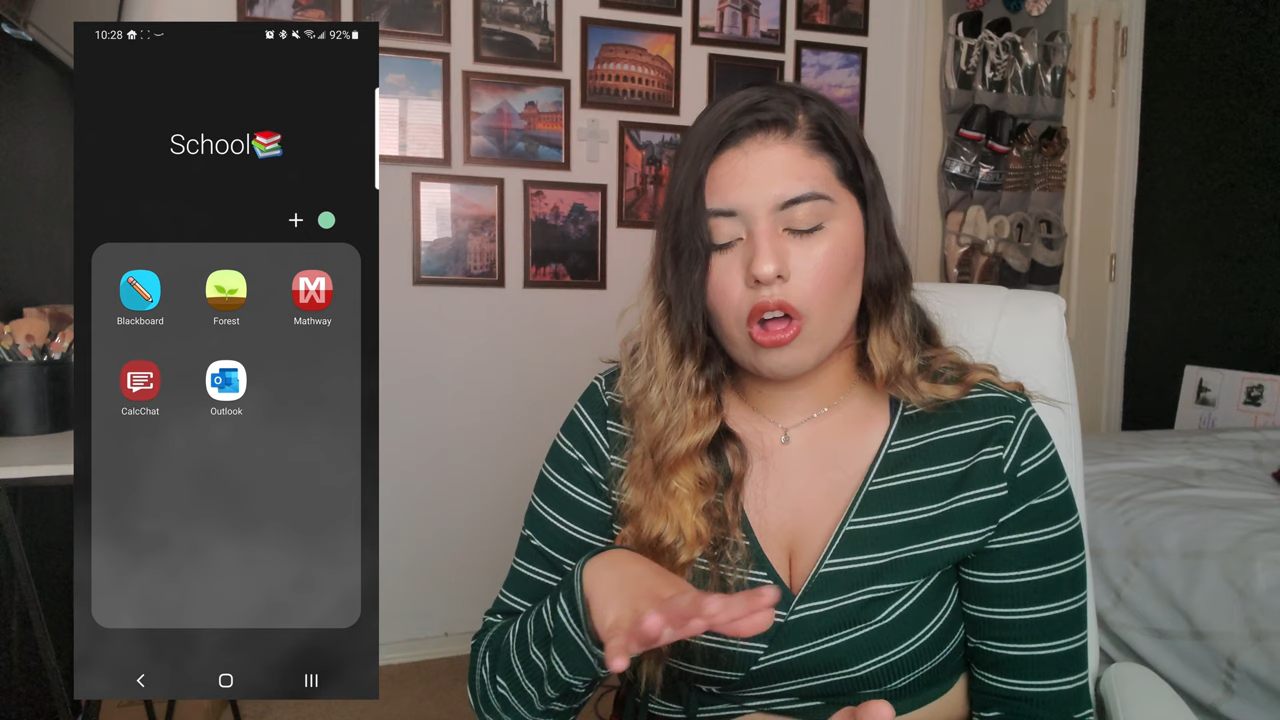 10:28
92%
School📚
Blackboard
Forest
Mathway
CalcChat
Outlook